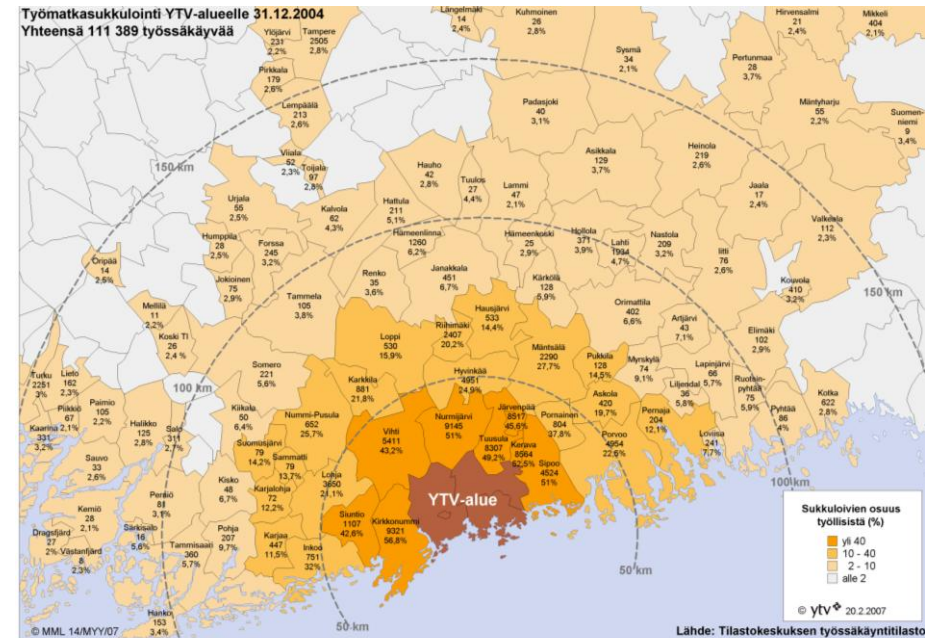 Työmatkasukkulointi YTV-alueelle 31.12.2004
Yhteensä 111 389 työssäkäyvää
Längelmäki
14
2,4%
Kuhmoinen
26
2,8%
Hirvensalmi
21
2,4%
Mikkeli
404
2,1%
Ylöjärvi
231
2,2%
Tampere
2505
2,8%
Sysmä
34
2,1%
Pertunmaa
28
3,7%
Pirkkala
179
2,6%
Lempäälä
213
2,6%
Padasjoki
40
3,1%
Mäntyharju
55
2,2%
Suomen-
niemi
9
3,4%
150 km
Viiala
52
2,3%
Toijala
97
2,8%
Hauho
42
2,8%
Tuulos
27
4,4%
Lammi
47
2,1%
Asikkala
129
3,7%
Heinola
219
2,6%
Jaala
17
2,4%
Urjala
55
2,5%
Kalvola
62
4,3%
Hattula
211
5,1%
Valkeala
112
2,3%
Humppila
28
2,5%
Forssa
245
3,2%
Hämeenlinna
1260
6,2%
Hämeenkoski
25
2,9%
Hollola
371
3,9%
Lahti
1934
4,7%
Nastola
209
3,2%
Iitti
76
2,6%
Oripää
14
2,5%
Jokioinen
75
2,9%
Renko
35
3,6%
Janakkala
451
6,7%
Kärkölä
128
5,9%
Kouvola
410
3,2%
150 km
Mellilä
11
2,2%
Tammela
105
3,8%
Hausjärvi
533
14,4%
Orimattila
402
6,6%
Artjärvi
43
7,1%
Elimäki
102
2,9%
Koski Tl
26
2,4 %
Loppi
530
15,9%
Riihimäki
2407
20,2%
Mäntsälä
2290
27,7%
Pukkila
128
14,5%
Myrskylä
74
9,1%
Lapinjärvi
66
5,7%
Ruotsin-
pyhtää
75
5,9%
Turku
2251
3%
Lieto
162
2,3%
Somero
221
5,6%
Karkkila
881
21,8%
Hyvinkää
4951
24,9%
Askola
420
19,7%
Liljendal
36
5,8%
Kotka
622
2,8%
100 km
Piikkiö
67
2,1%
Paimio
105
2,2%
Kiikala
50
6,4%
Nummi-Pusula
652
25,7%
Vihti
5411
43,2%
Nurmijärvi
9145
51%
Järvenpää
8517
45,6%
Pornainen
804
37,8%
Pernaja
204
12,1%
Pyhtää
86
4%
Kaarina
331
3,2%
Halikko
125
2,8%
Salo
311
2,7%
Suomusjärvi
79
14,2%
Sammatti
79
13,7%
Tuusula
8307
49,2%
Kerava
8564
52,5%
Porvoo
4954
22,6%
Loviisa
241
7,7%
Sauvo
33
2,6%
Kisko
48
6,7%
Karjalohja
72
12,2%
Lohja
3650
21,1%
Sipoo
4524
51%
100 km
Kemiö
28
2,1%
Perniö
81
3,1%
YTV-alue
Siuntio
1107
42,6%
Kirkkonummi
9321
56,8%
Dragsfjärd
27
2%
Särkisalo
16
5,6%
Pohja
207
9,7%
Karjaa
447
11,5%
Inkoo
751
32%
Västanfjärd
8
2,3%
Tammisaari
360
5,7%
50 km
Hanko
153
3,4%
50 km
Sukkuloivien osuus
työllisistä (%)
yli 40
10 - 40
2 - 10
alle 2
© ytv 20.2.2007
© MML 14/MYY/07
Lähde: Tilastokeskuksen työssäkäyntitilasto